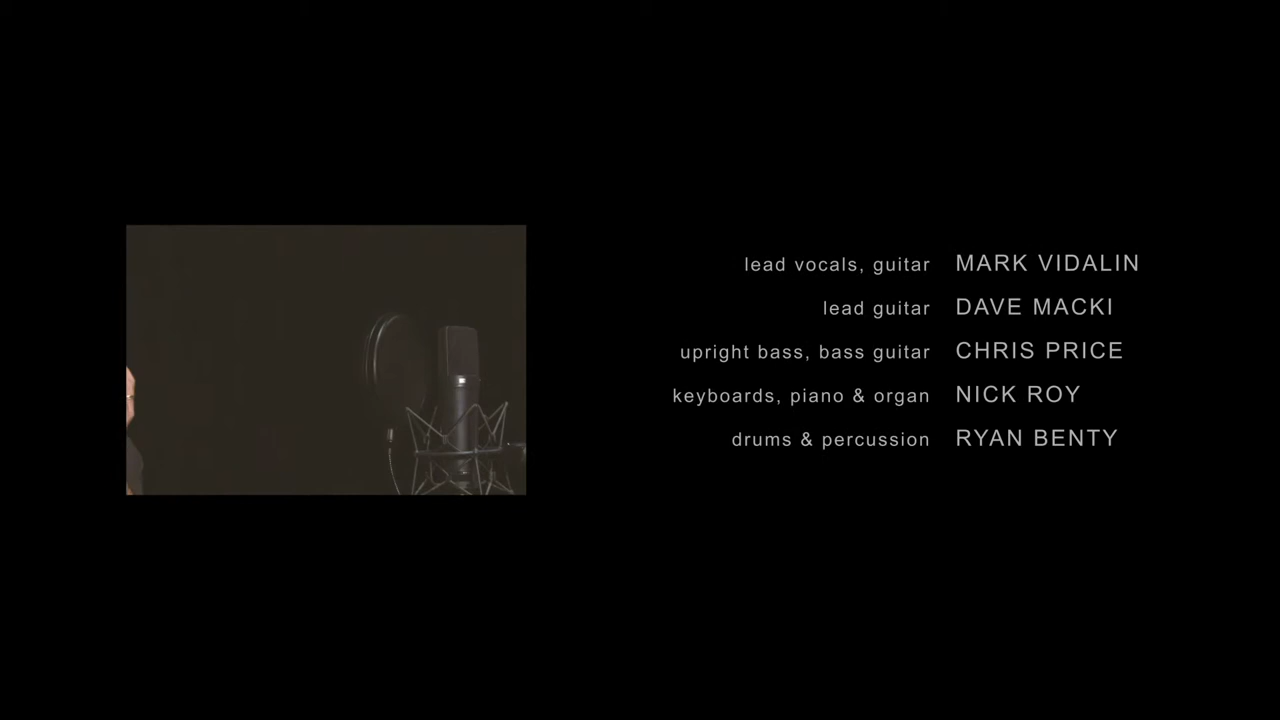 lead vocals, guitar MARK VIDALIN
lead guitar DAVE MACKI
upright bass, bass guitar CHRIS PRICE
keyboards, piano & organ NICK ROY
drums & percussion RYAN BENTY